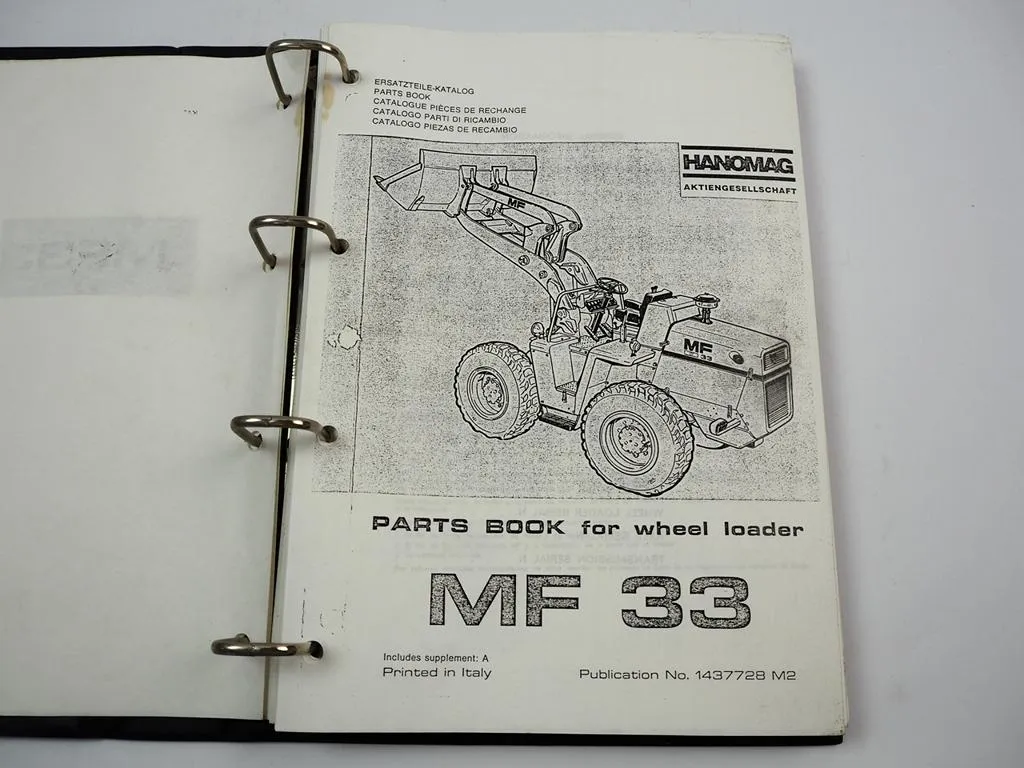 ERSATZTEILE-KATALOG
PARTS BOOK
CATALOGUE PIÈCES DE RECHANGE
CATALOGO PARTI DI RICAMBIO
CATALOGO PIEZAS DE RECAMBIO
HANOMAG
AKTIENGESELLSCHAFT
MF
MF
33
PARTS BOOK for wheel loader
MF 33
Includes supplement: A
Printed in Italy
Publication No. 1437728 M2